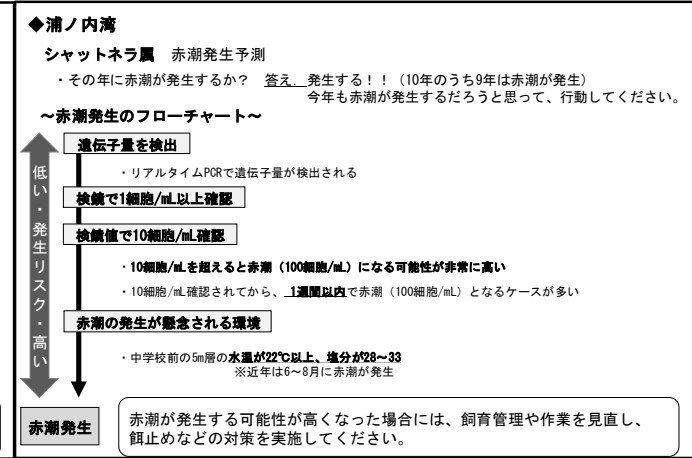 ◆浦ノ内湾
シャットネラ属 赤潮発生予測
・その年に赤潮が発生するか? 答え. 発生する!!(10年のうち9年は赤潮が発生)
今年も赤潮が発生するだろうと思って、行動してください。
~赤潮発生のフローチャート~
低い・発生リスク・高い
遺伝子量を検出
・リアルタイムPCRで遺伝子量が検出される
検鏡で1細胞/mL以上確認
検鏡値で10細胞/mL確認
・10細胞/mLを超えると赤潮(100細胞/mL)になる可能性が非常に高い
・10細胞/mL確認されてから、1週間以内で赤潮(100細胞/mL)となるケースが多い
赤潮の発生が懸念される環境
・中学校前の5m層の水温が22℃以上、塩分が28~33
※近年は6~8月に赤潮が発生
赤潮発生
赤潮が発生する可能性が高くなった場合には、飼育管理や作業を見直し、
餌止めなどの対策を実施してください。